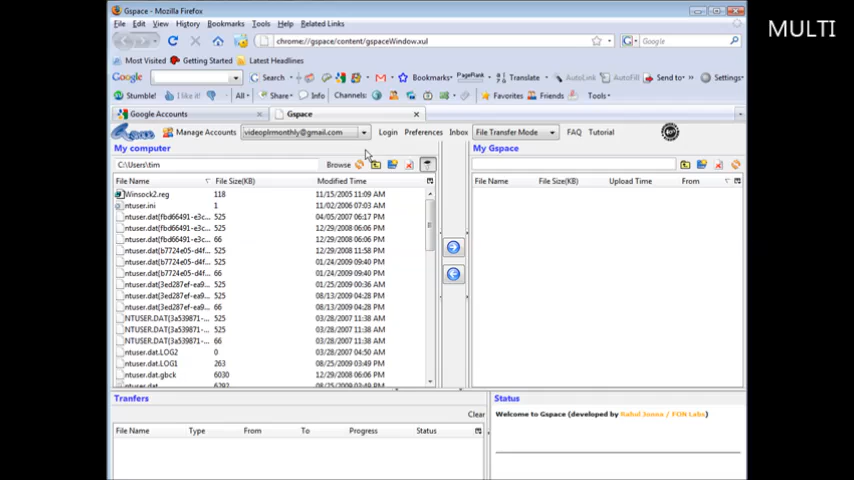 MULTI
Gspace - Mozilla Firefox
File Edit View History Bookmarks Tools Help Related Links
chrome://gspace/content/gspaceWindow.xul
Google
Most Visited Getting Started Latest Headlines
Google Search Bookmarks PageRank Translate AutoLink AutoFill Send to Settings
Stumble! I like it! All Share Info Channels: Favorites Friends Tools
Google Accounts Gspace
Manage Accounts videoplrmonthly@gmail.com Login Preferences Inbox File Transfer Mode FAQ Tutorial
My computer My Gspace
C:\Users\tim Browse
File Name File Size(KB) Modified Time File Name File Size(KB) Upload Time From
Winsock2.reg 118 11/15/2005 11:09 AM
ntuser.ini 1 11/02/2006 07:03 AM
ntuser.dat{fbd66491-e3c... 525 04/05/2007 06:17 PM
ntuser.dat{fbd66491-e3c... 525 12/29/2008 06:06 PM
ntuser.dat{fbd66491-e3c... 66 12/29/2008 06:06 PM
ntuser.dat{b7724e05-d4f... 525 12/29/2008 11:58 PM
ntuser.dat{b7724e05-d4f... 525 01/24/2009 09:40 PM
ntuser.dat{b7724e05-d4f... 66 01/24/2009 09:40 PM
ntuser.dat{3ed287ef-ea9... 525 01/25/2009 00:36 AM
ntuser.dat{3ed287ef-ea9... 525 08/13/2009 04:28 PM
ntuser.dat{3ed287ef-ea9... 66 08/13/2009 04:28 PM
NTUSER.DAT{3a539871-... 525 03/28/2007 11:38 AM
NTUSER.DAT{3a539871-... 525 03/28/2007 11:38 AM
NTUSER.DAT{3a539871-... 66 03/28/2007 11:38 AM
ntuser.dat.LOG2 0 03/28/2007 04:50 AM
ntuser.dat.LOG1 263 08/25/2009 03:49 PM
ntuser.dat.gbck 6030 12/29/2008 06:06 PM
ntuser.dat 6292 08/25/2009 03:49 PM
Tranfers Status
Clear Welcome to Gspace (developed by Rahul Jonna / FON Labs)
File Name Type From To Progress Status